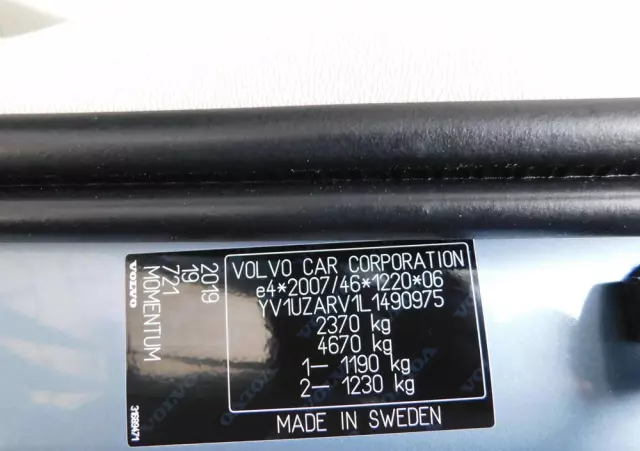 VOLVO CAR CORPORATION
e4*2007/46*1220*06
YV1UZARV1L1490975
2370 kg
4670 kg
1– 1190 kg
2– 1230 kg
MADE IN SWEDEN
2019
19
721
MOMENTUM
VOLVO
31689471